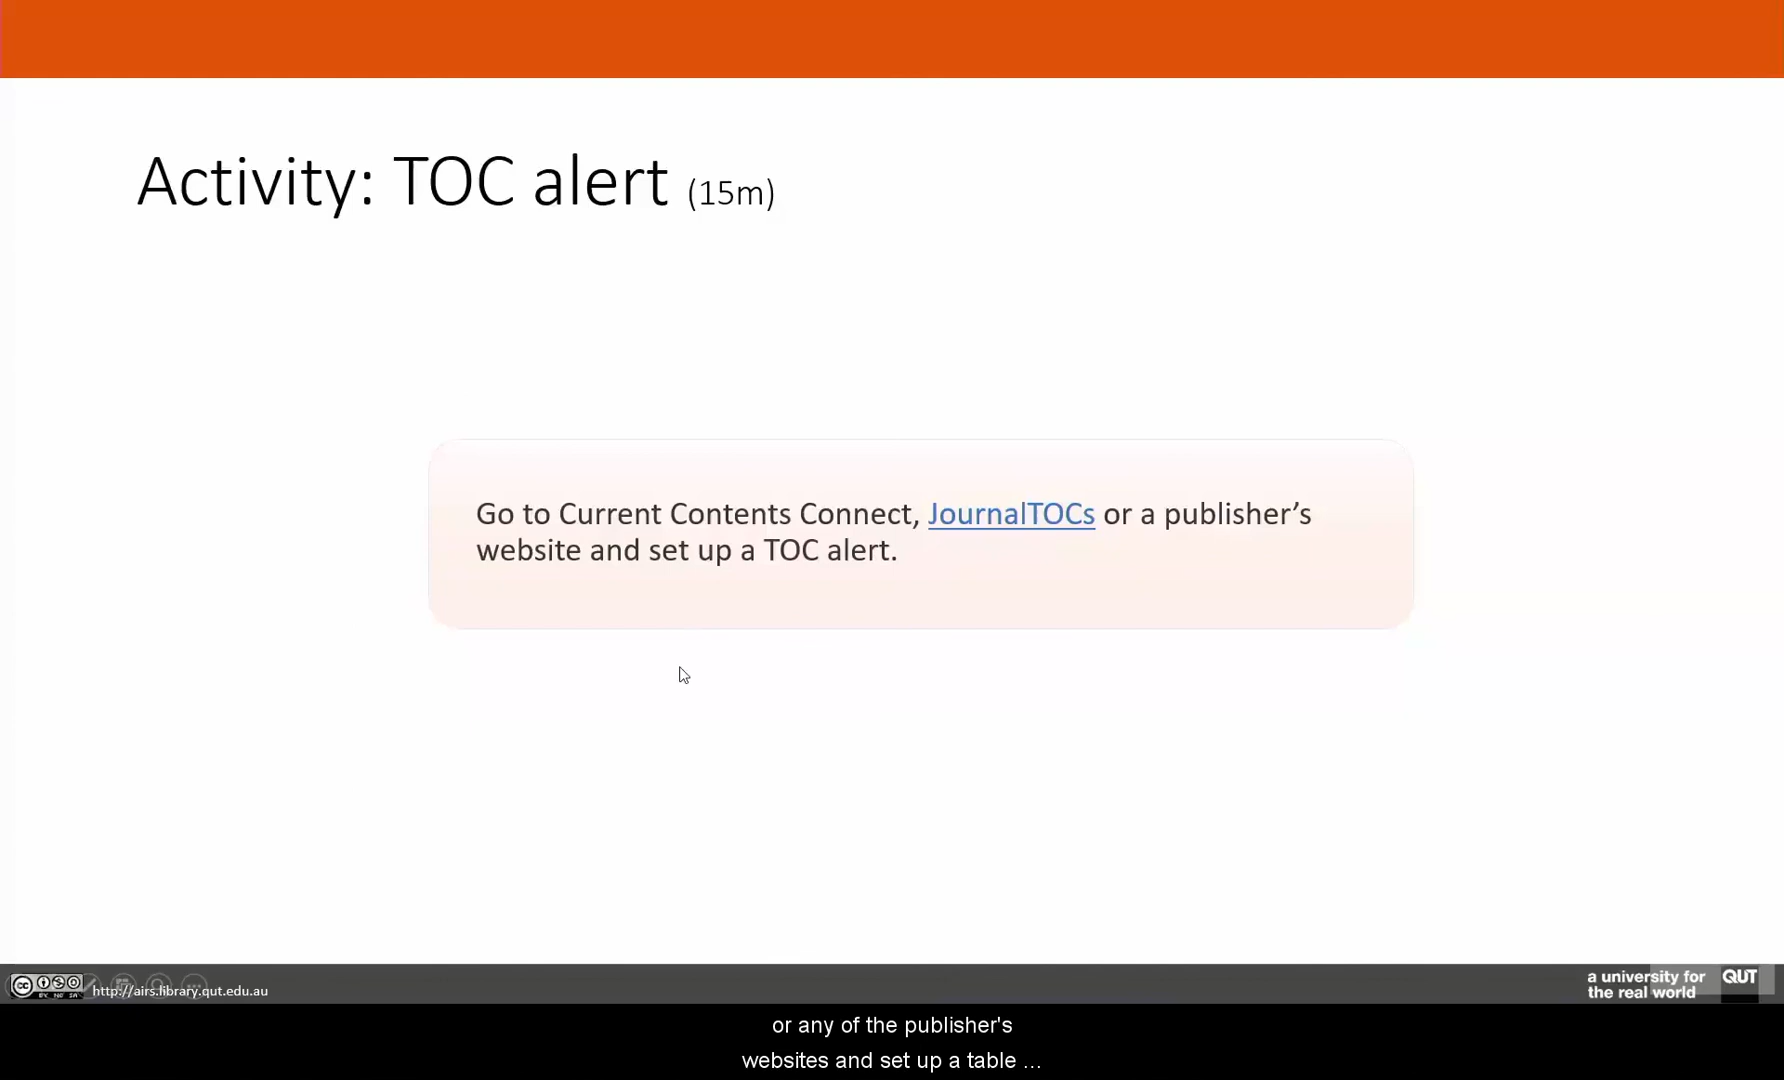 Activity: TOC alert (15m)
Go to Current Contents Connect, JournalTOCs or a publisher’s
website and set up a TOC alert.
http://airs.library.qut.edu.au
a university for
the real world
QUT
or any of the publisher's
websites and set up a table ...